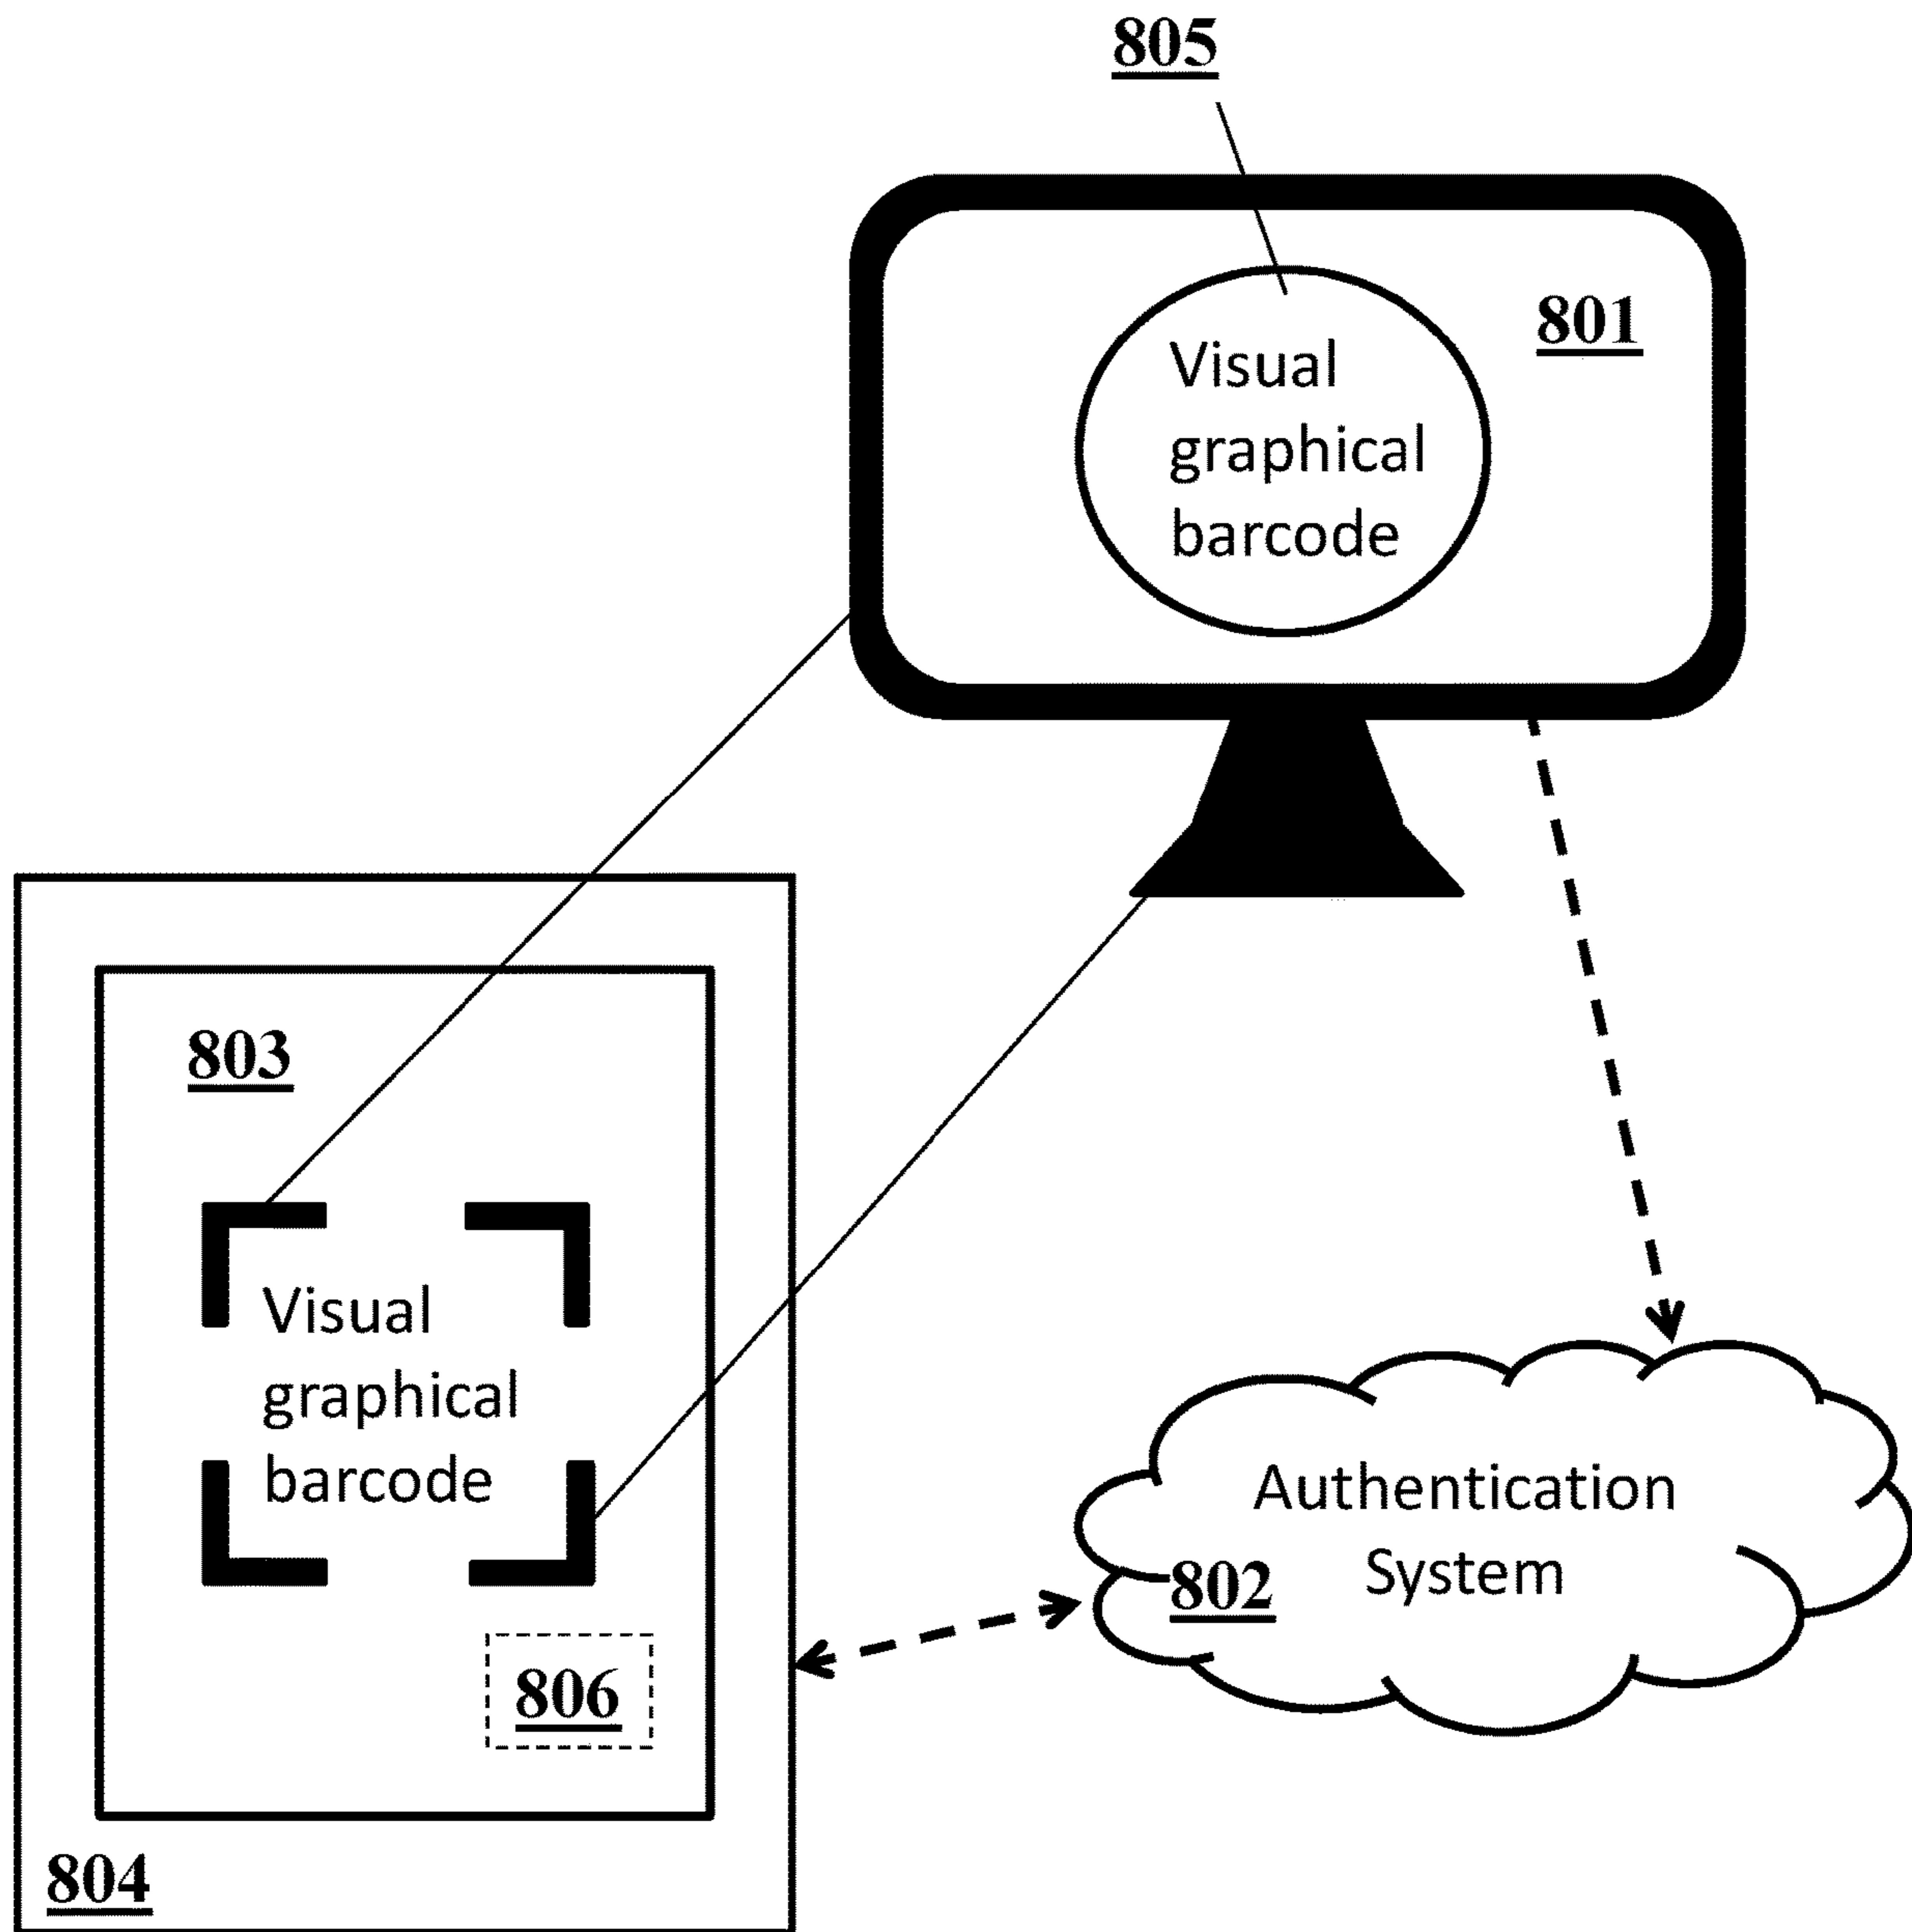 805
801
Visual
graphical
barcode
803
Visual
graphical
barcode
Authentication
System
802
806
804